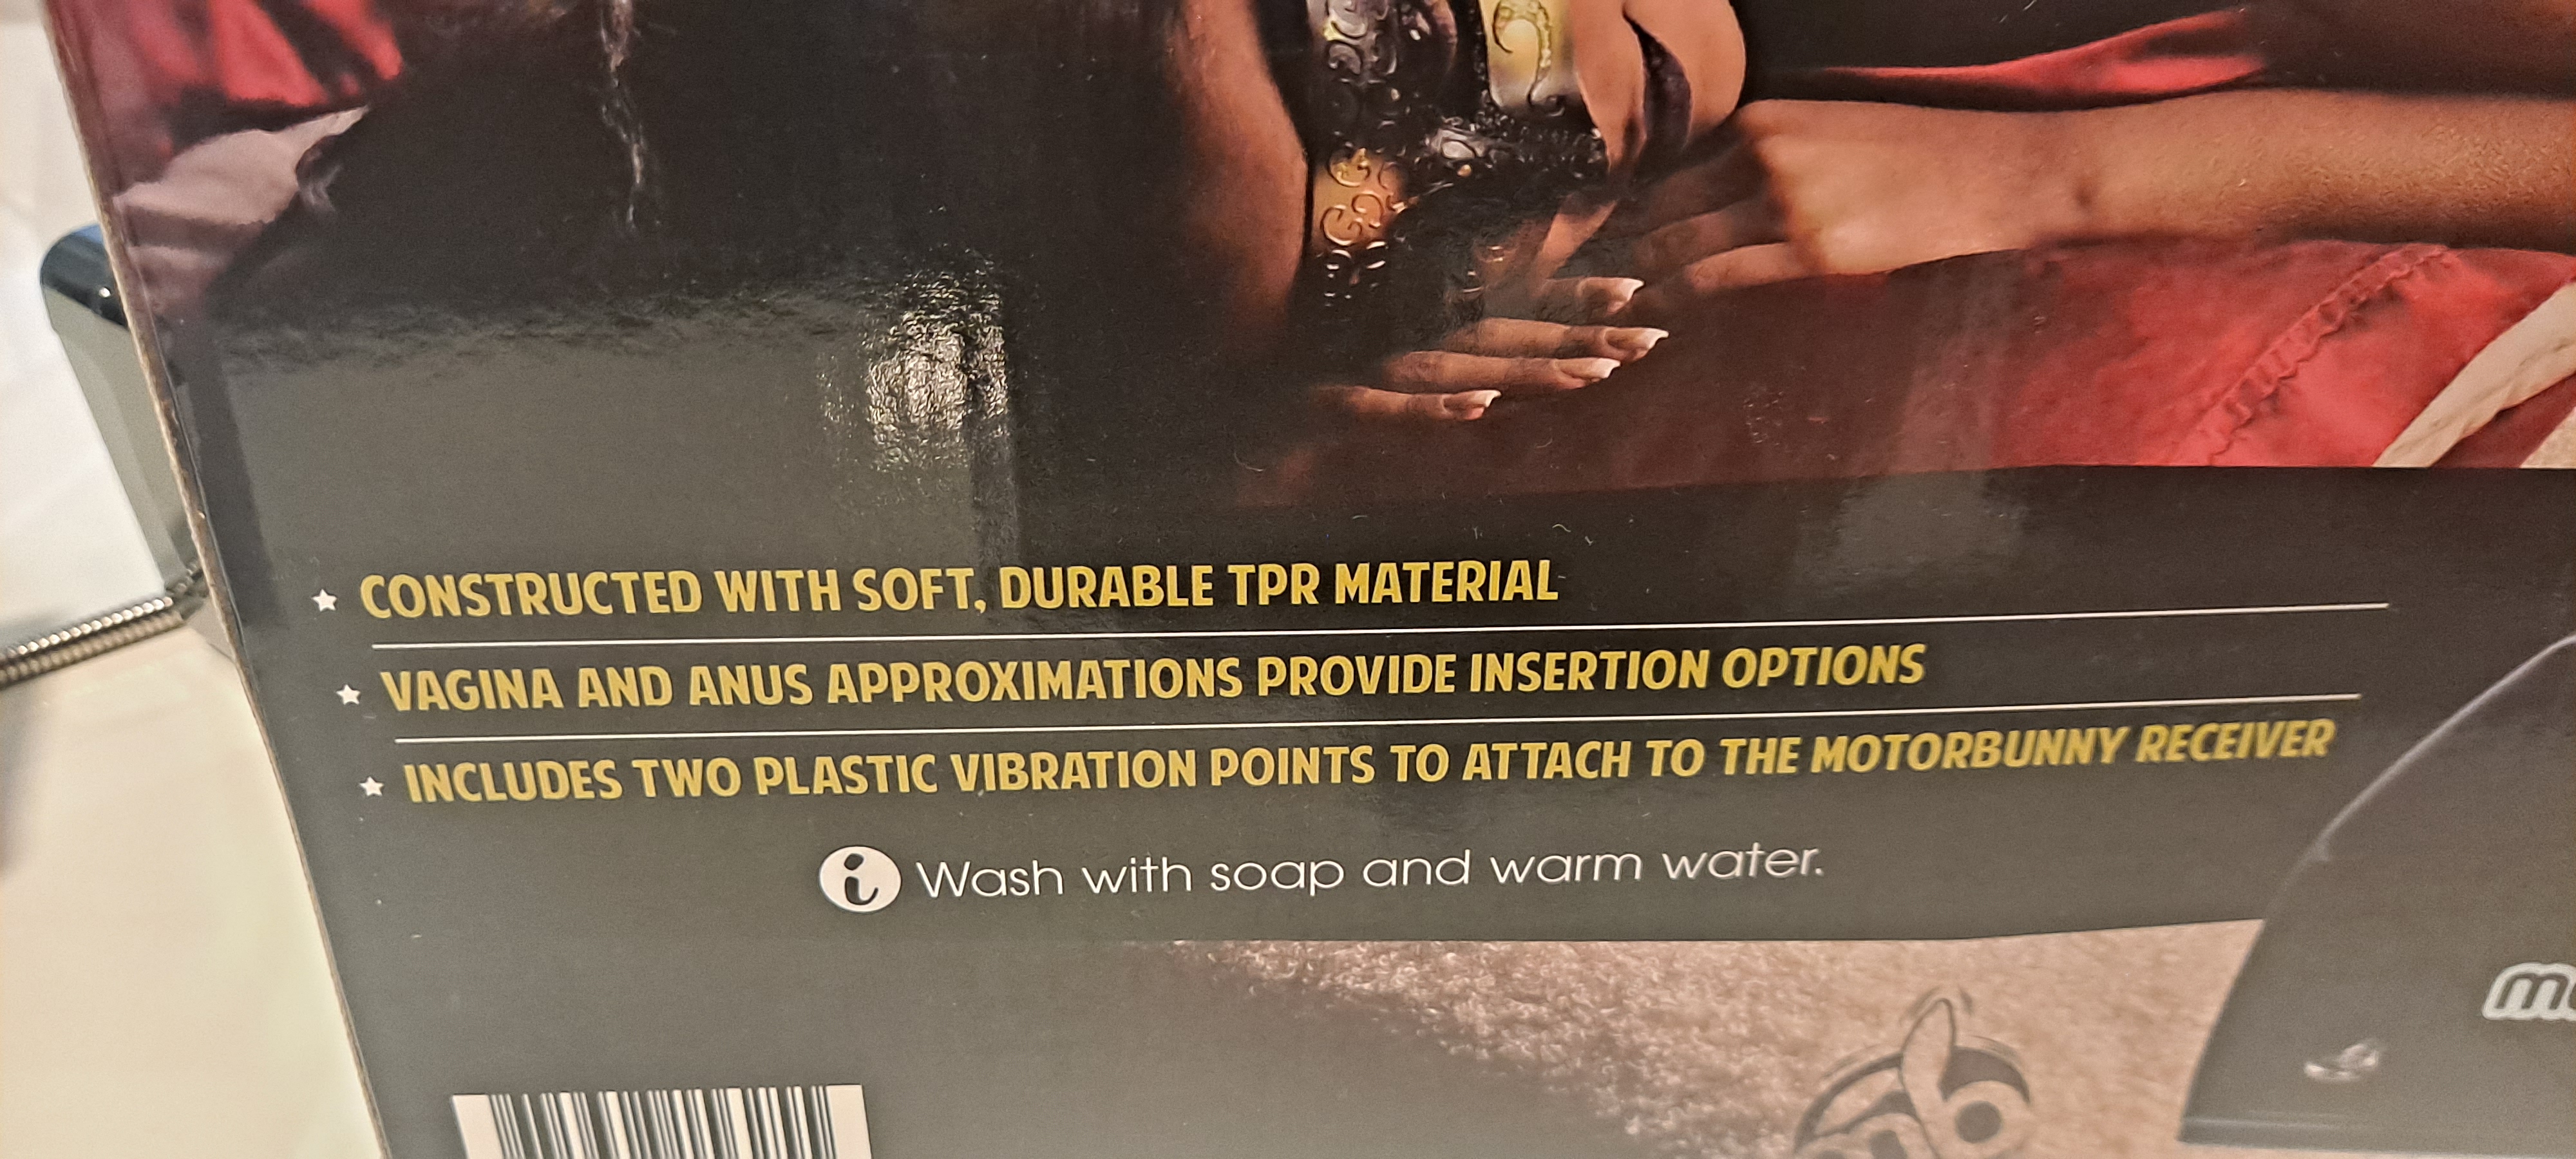 CONSTRUCTED WITH SOFT, DURABLE TPR MATERIAL
VAGINA AND ANUS APPROXIMATIONS PROVIDE INSERTION OPTIONS
INCLUDES TWO PLASTIC VIBRATION POINTS TO ATTACH TO THE MOTORBUNNY RECEIVER
i Wash with soap and warm water.